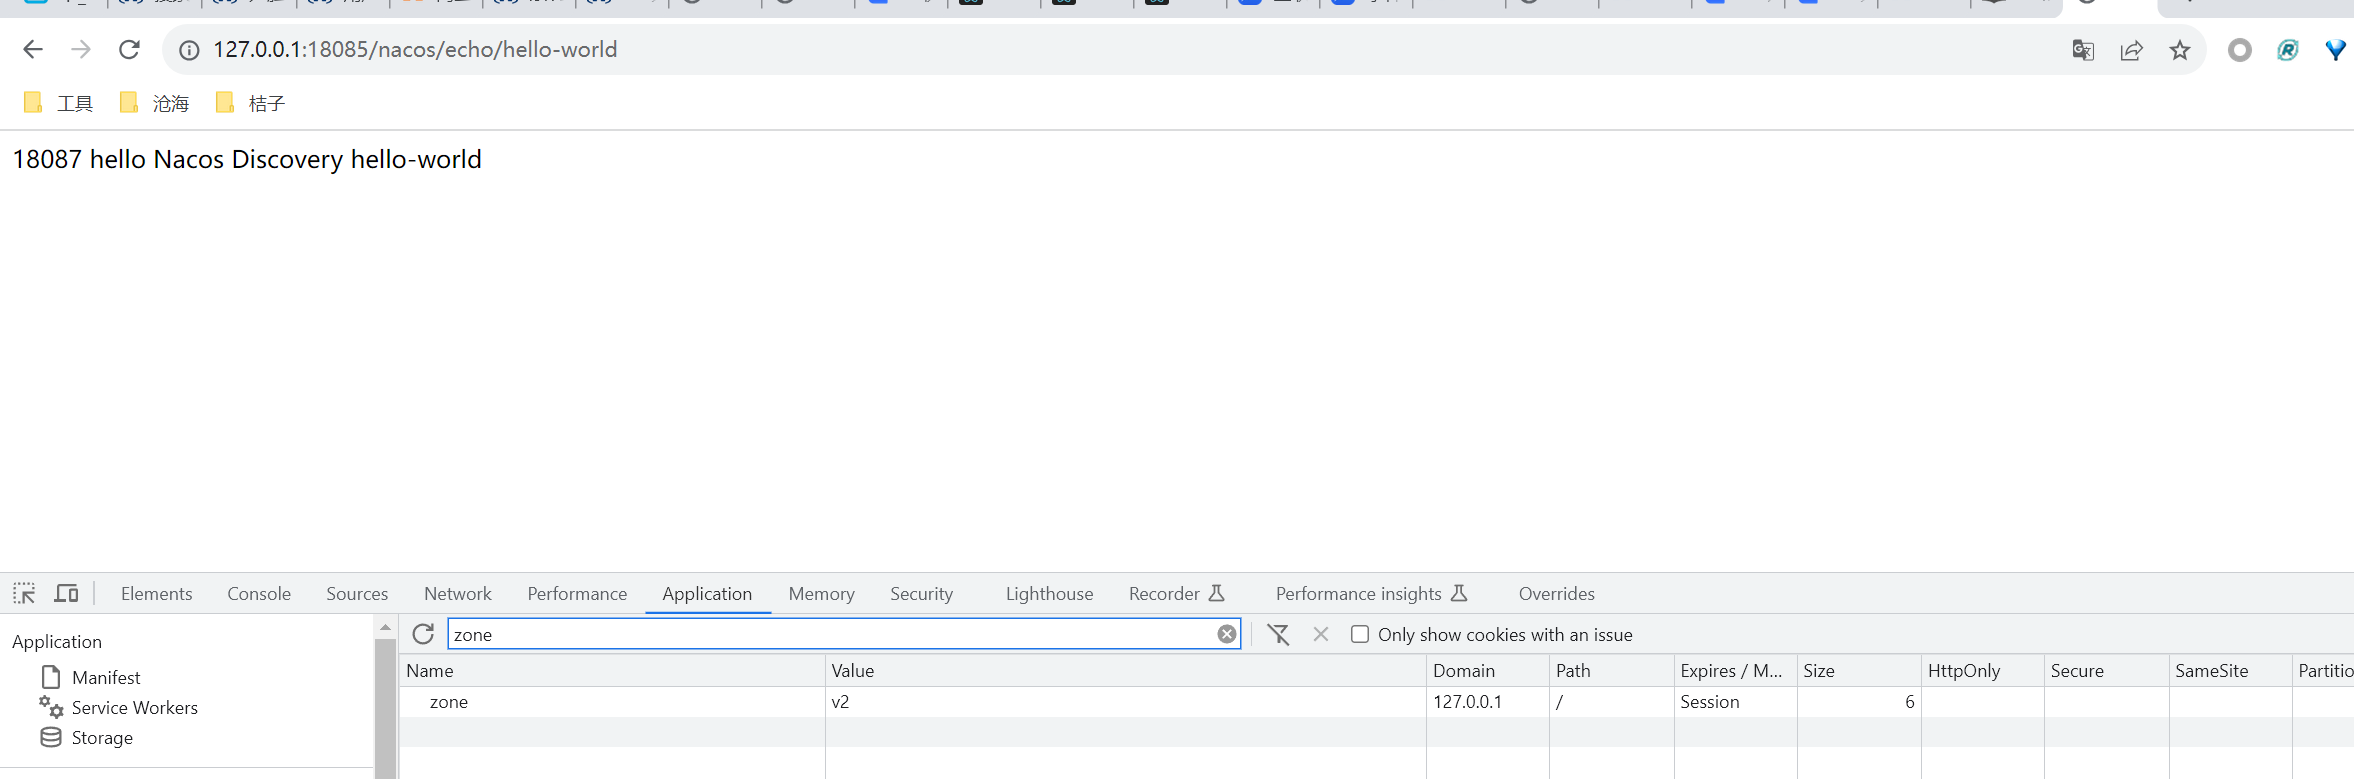 127.0.0.1:18085/nacos/echo/hello-world
工具 沧海 桔子
18087 hello Nacos Discovery hello-world
Elements Console Sources Network Performance Application Memory Security Lighthouse Recorder Performance insights Overrides
Application
Manifest
Service Workers
Storage
zone
Only show cookies with an issue
Name Value Domain Path Expires / M... Size HttpOnly Secure SameSite Partitio
zone v2 127.0.0.1 / Session 6